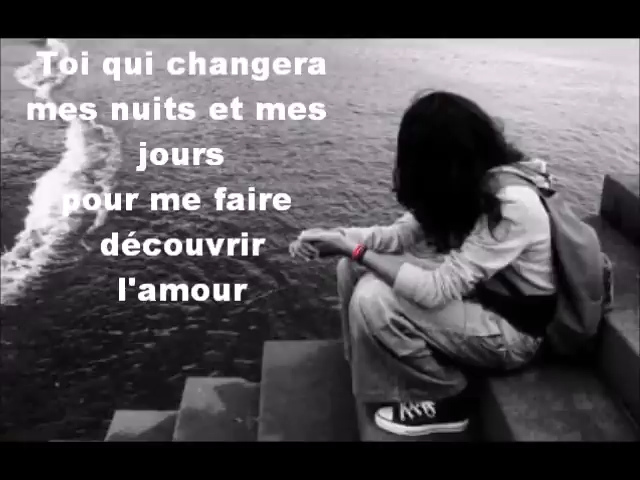 Toi qui changera
mes nuits et mes
jours
pour me faire
découvrir
l'amour